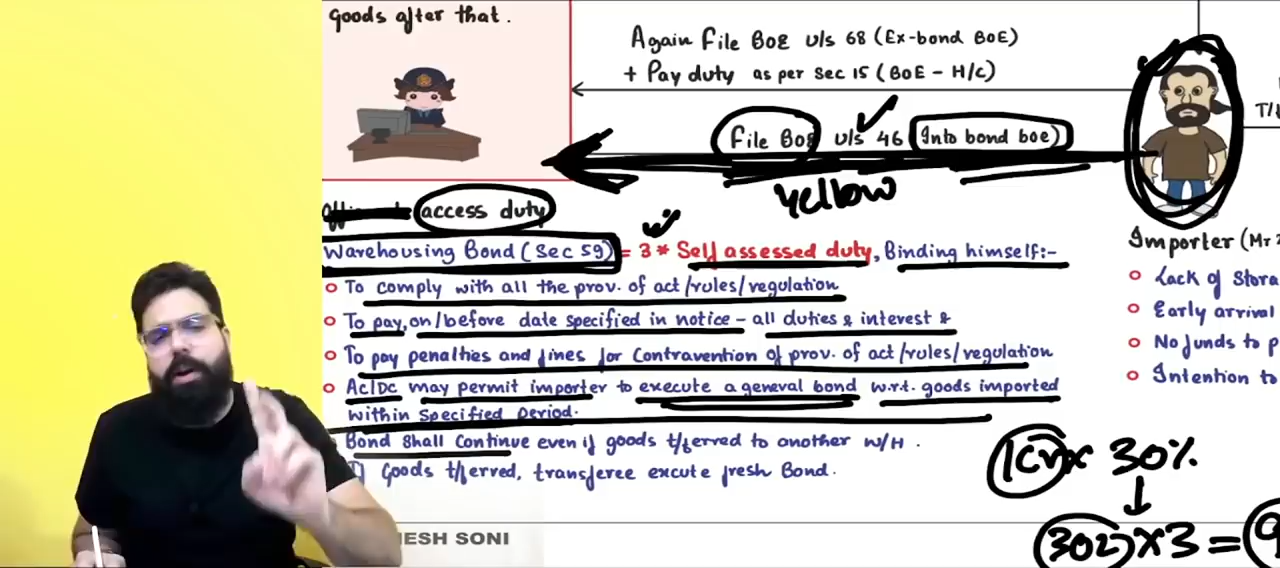 Goods after that.
Again File BoE u/s 68 (Ex-bond BoE)
+ Pay duty as per Sec 15 (BoE - H/C)
File BoE u/s 46 (Into bond boe)
Yellow
access duty
Warehousing Bond (Sec 59) = 3 * Self assessed duty, Binding himself:-
To comply with all the prov. of act/rules/regulation
To pay, on/before date specified in notice - all duties & interest &
To pay penalties and fines for Contravention of prov. of act/rules/regulation
AC/DC may permit importer to execute a general bond w.r.t. goods imported
within Specified Period.
Bond Shall Continue even if goods t/ferred to another W/H.
If Goods t/ferred, transferee excute fresh Bond.
Importer (Mr
Lack of Stora
Early arrival
No funds to p
Intention to
1Cr x 30%
30L x 3 = 9
ESH SONI